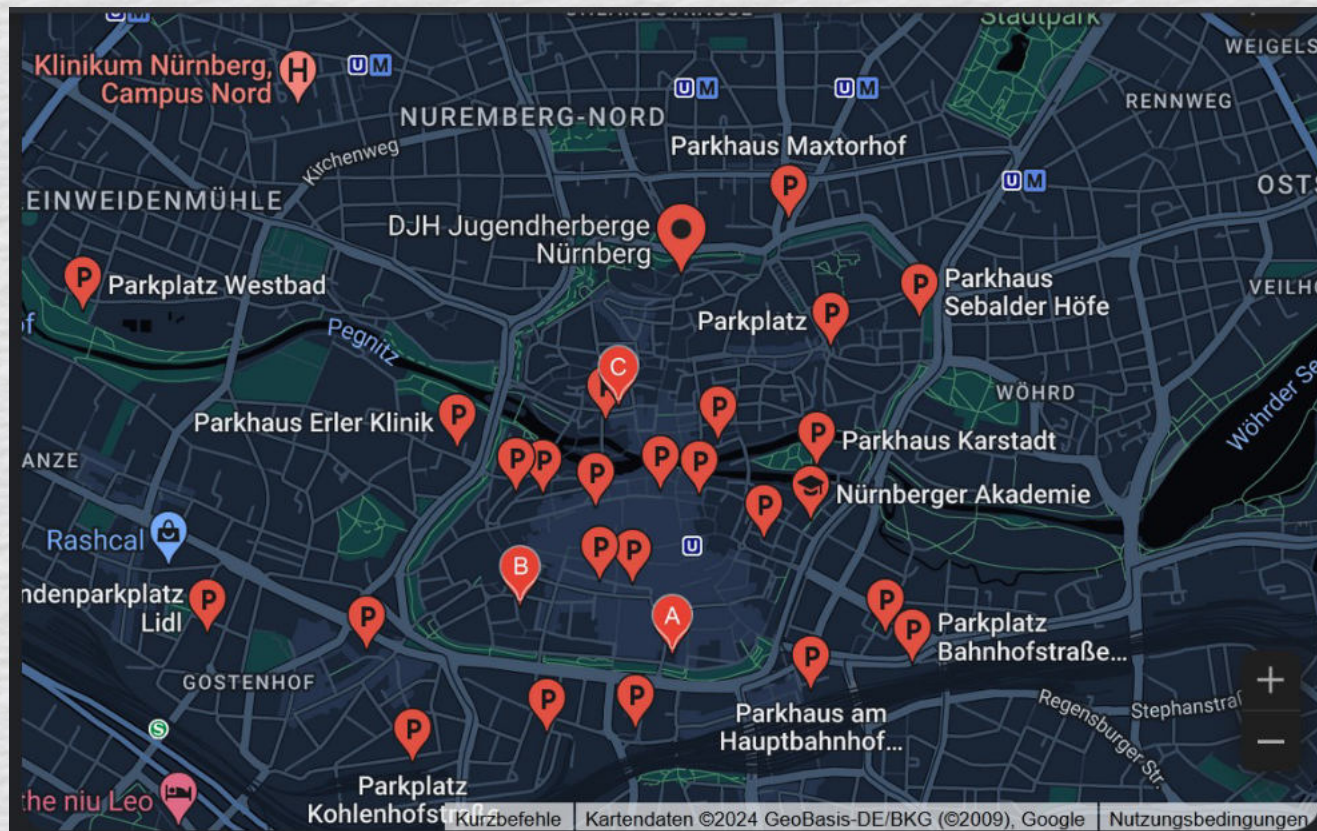 Stadtpark
WEIGELS
Klinikum Nürnberg,
Campus Nord
H
U M
U M
U M
RENNWEG
NUREMBERG-NORD
Kirchenweg
Parkhaus Maxtorhof
P
U M
OSTS
EINWEIDENMÜHLE
DJH Jugendherberge
Nürnberg
P
Parkplatz Westbad
P
Parkhaus
Sebalder Höfe
VEILHO
Parkplatz
P
Pegnitz
C
P
WÖHRD
Wöhrder Se
Parkhaus Erler Klinik
P
P
P
Parkhaus Karstadt
ANZE
P
P
P
P
P
Nürnberger Akademie
P
Rashcal
P
P
U
B
ndenparkplatz
Lidl
P
P
A
P
P
Parkplatz
Bahnhofstraße...
GOSTENHOF
P
P
P
Parkhaus am
Hauptbahnhof...
Regensburger Str.
Stephanstraß
+
−
S
P
Parkplatz
Kohlenhofstraße
the niu Leo
Kurzbefehle
Kartendaten ©2024 GeoBasis-DE/BKG (©2009), Google
Nutzungsbedingungen